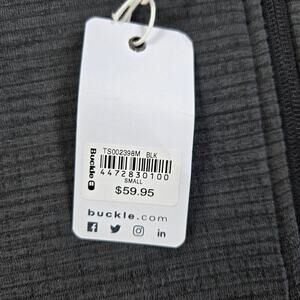 Buckle B
TS002398M BLK
4472830100
SMALL
$59.95
buckle.com